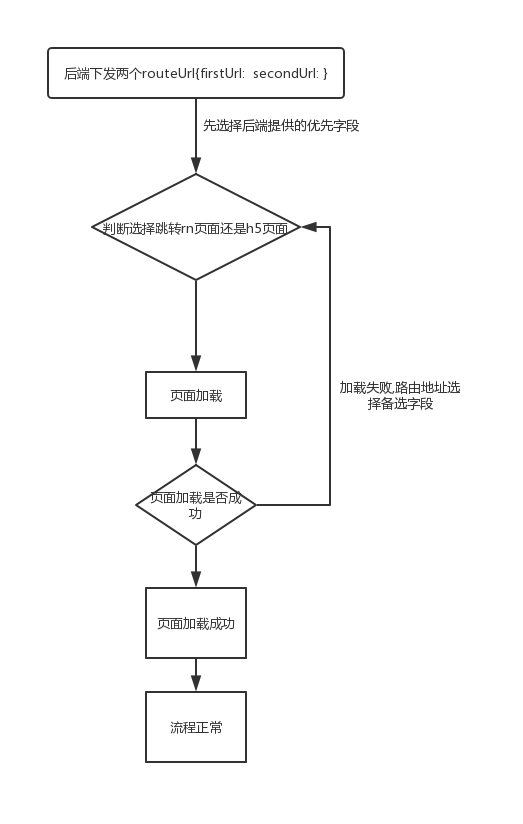 后端下发两个routeUrl{firstUrl:  secondUrl: }
先选择后端提供的优先字段
判断选择跳转rn页面还是h5页面
页面加载
加载失败,路由地址选
择备选字段
页面加载是否成
功
页面加载成功
流程正常